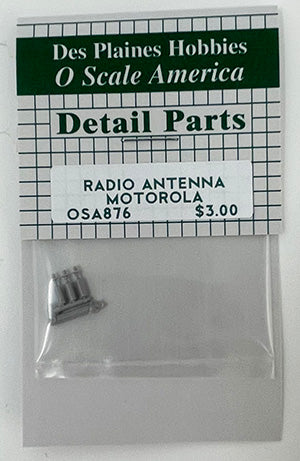 Des Plaines Hobbies
O Scale America
Detail Parts
RADIO ANTENNA
MOTOROLA
OSA876 $3.00